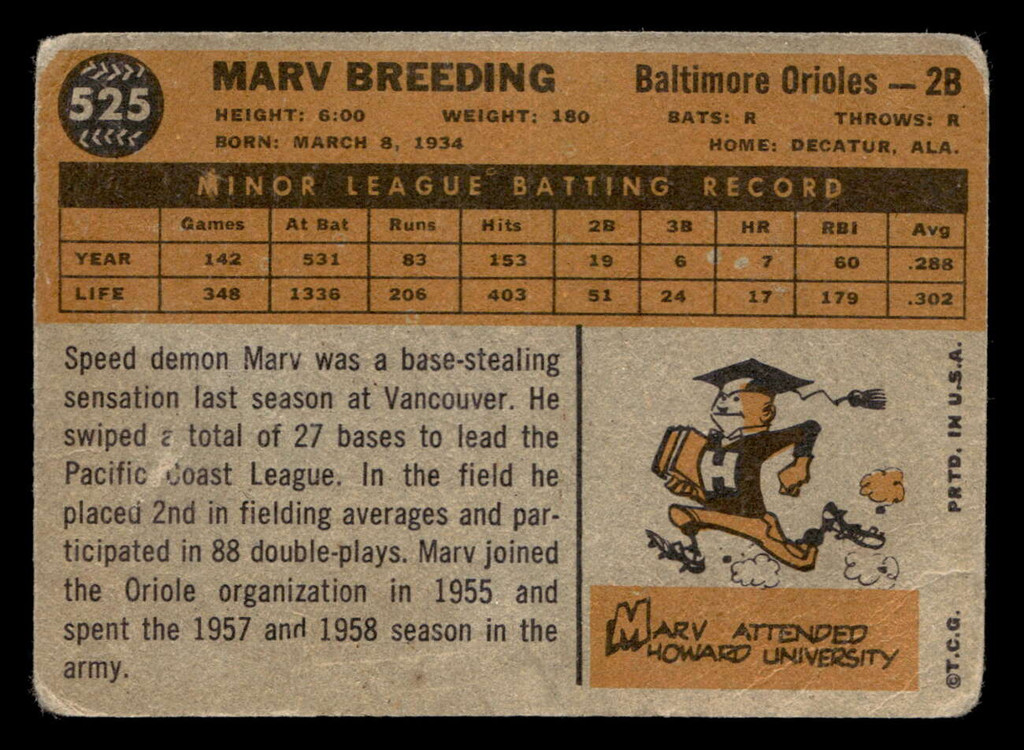 525
MARV BREEDING
Baltimore Orioles — 2B
HEIGHT: 6:00 WEIGHT: 180 BATS: R THROWS: R
BORN: MARCH 8, 1934 HOME: DECATUR, ALA.
MINOR LEAGUE BATTING RECORD
Games At Bat Runs Hits 2B 3B HR RBI Avg
YEAR 142 531 83 153 19 6 7 60 .288
LIFE 348 1336 206 403 51 24 17 179 .302
Speed demon Marv was a base-stealing
sensation last season at Vancouver. He
swiped a total of 27 bases to lead the
Pacific Coast League. In the field he
placed 2nd in fielding averages and par-
ticipated in 88 double-plays. Marv joined
the Oriole organization in 1955 and
spent the 1957 and 1958 season in the
army.
H
MARV ATTENDED
HOWARD UNIVERSITY
©T.C.G. PRTD. IN U.S.A.